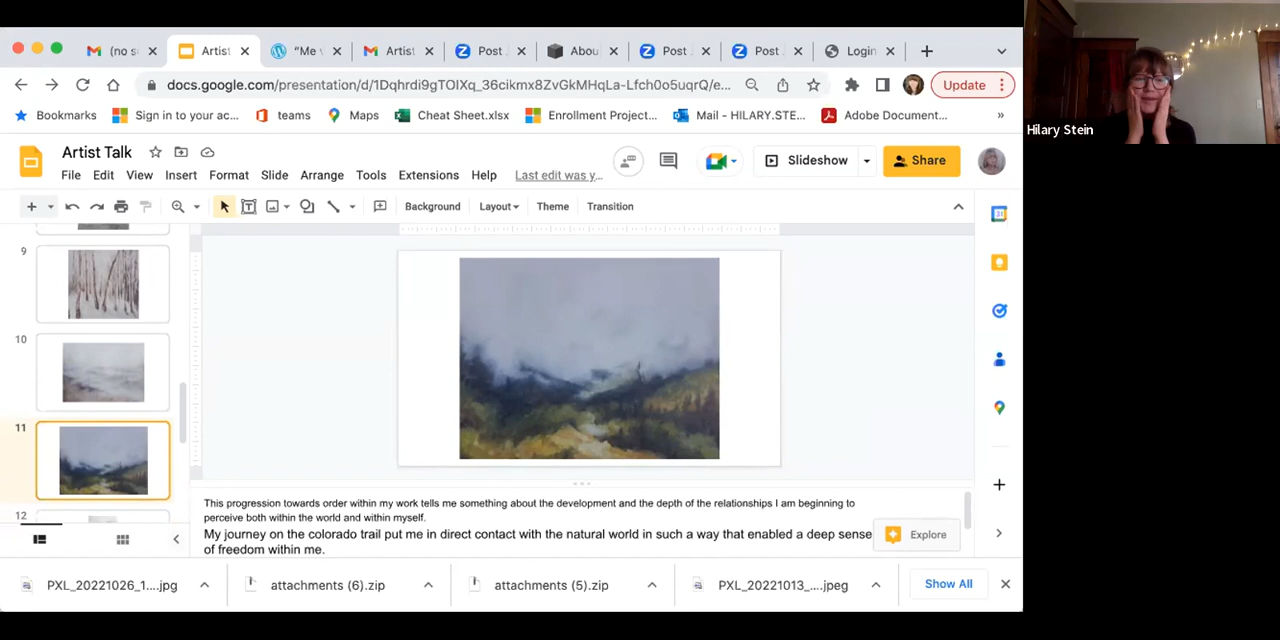 (no s
Artist
"Me v
Artist
Post
Abou
Post
Post
Login
docs.google.com/presentation/d/1Dqhrdi9gTOlXq_36cikmx8ZvGkMHqLa-Lfch0o5uqrQ/e...
Update
Bookmarks
Sign in to your ac...
teams
Maps
Cheat Sheet.xlsx
Enrollment Project...
Mail - HILARY.STE...
Adobe Document...
»
Hilary Stein
Artist Talk
File Edit View Insert Format Slide Arrange Tools Extensions Help Last edit was y...
Slideshow
Share
Background Layout Theme Transition
9
10
11
12
This progression towards order within my work tells me something about the development and the depth of the relationships I am beginning to
perceive both within the world and within myself.
My journey on the colorado trail put me in direct contact with the natural world in such a way that enabled a deep sense
of freedom within me.
Explore
PXL_20221026_1....jpg
attachments (6).zip
attachments (5).zip
PXL_20221013_....jpeg
Show All